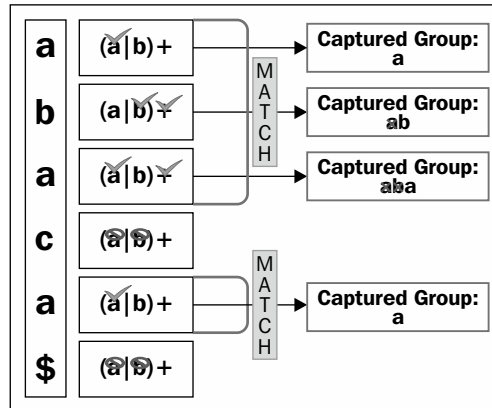 a
(a|b)+
Captured Group:
a
b
(a|b)+
Captured Group:
ab
a
(a|b)+
Captured Group:
aba
MATCH
c
(a|b)+
a
(a|b)+
Captured Group:
a
MATCH
$
(a|b)+